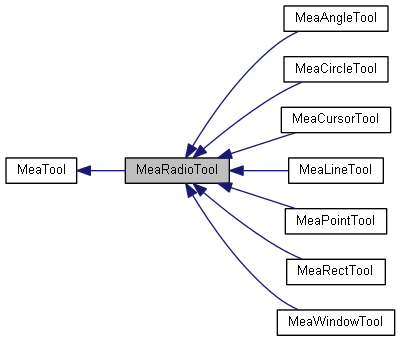 MeaAngleTool
MeaCircleTool
MeaCursorTool
MeaTool
MeaRadioTool
MeaLineTool
MeaPointTool
MeaRectTool
MeaWindowTool